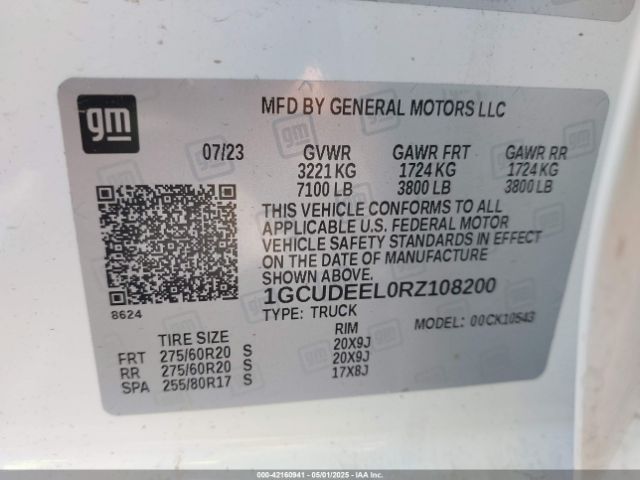 gm
MFD BY GENERAL MOTORS LLC
07/23 GVWR GAWR FRT GAWR RR
3221 KG 1724 KG 1724 KG
7100 LB 3800 LB 3800 LB
THIS VEHICLE CONFORMS TO ALL
APPLICABLE U.S. FEDERAL MOTOR
VEHICLE SAFETY STANDARDS IN EFFECT
ON THE DATE OF MANUFACTURE
SHOWN ABOVE.
1GCUDEEL0RZ108200
8624
TYPE: TRUCK
MODEL: 00CK10543
TIRE SIZE RIM
FRT 275/60R20 S 20X9J
RR 275/60R20 S 20X9J
SPA 255/80R17 S 17X8J
000-42160941 - 05/01/2025 - IAAI.COM